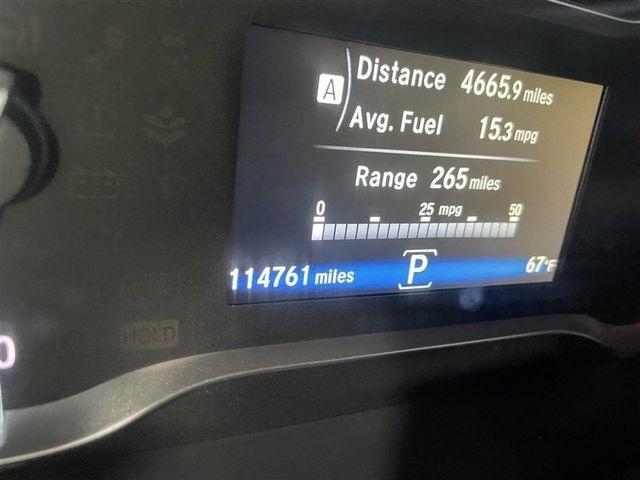 A Distance 4665.9 miles
Avg. Fuel 15.3 mpg
Range 265 miles
0 25 mpg 50
114761 miles P 67°F
HOLD
0